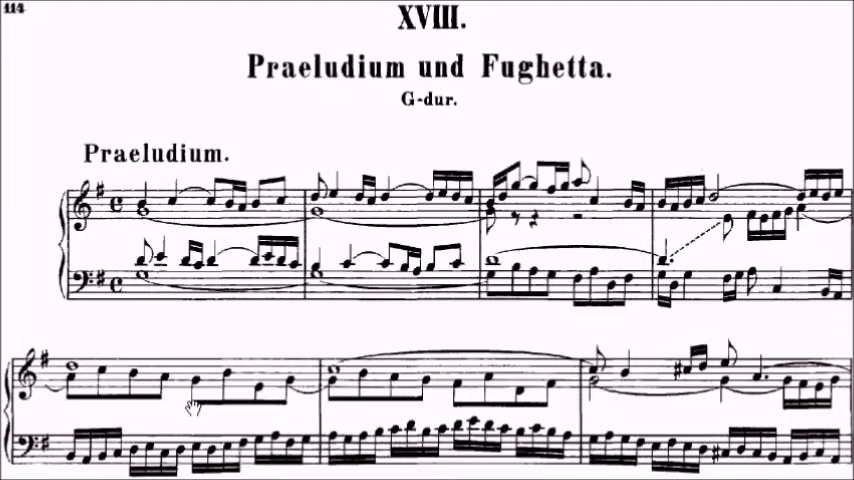 114
XVIII.
Praeludium und Fughetta.
G-dur.
Praeludium.